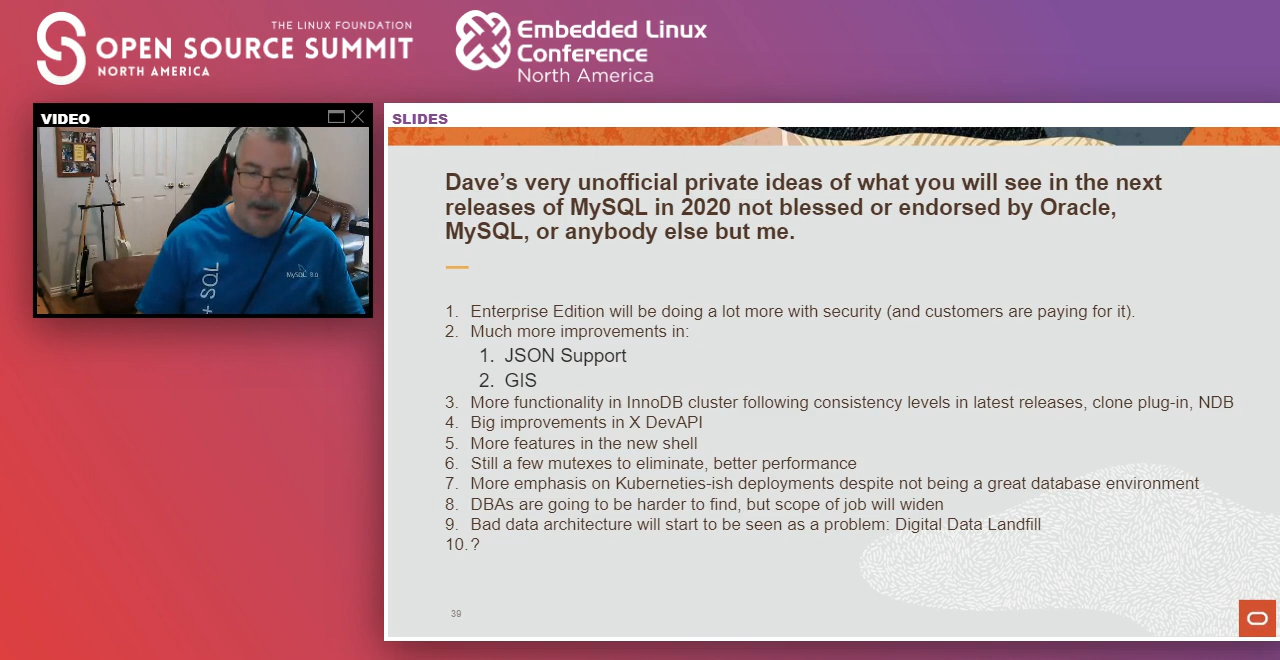 THE LINUX FOUNDATION
OPEN SOURCE SUMMIT
NORTH AMERICA
Embedded Linux
Conference
North America
VIDEO
SLIDES
+ SQL
MySQL 8.0
Dave’s very unofficial private ideas of what you will see in the next
releases of MySQL in 2020 not blessed or endorsed by Oracle,
MySQL, or anybody else but me.
1. Enterprise Edition will be doing a lot more with security (and customers are paying for it).
2. Much more improvements in:
1. JSON Support
2. GIS
3. More functionality in InnoDB cluster following consistency levels in latest releases, clone plug-in, NDB
4. Big improvements in X DevAPI
5. More features in the new shell
6. Still a few mutexes to eliminate, better performance
7. More emphasis on Kuberneties-ish deployments despite not being a great database environment
8. DBAs are going to be harder to find, but scope of job will widen
9. Bad data architecture will start to be seen as a problem: Digital Data Landfill
10. ?
39